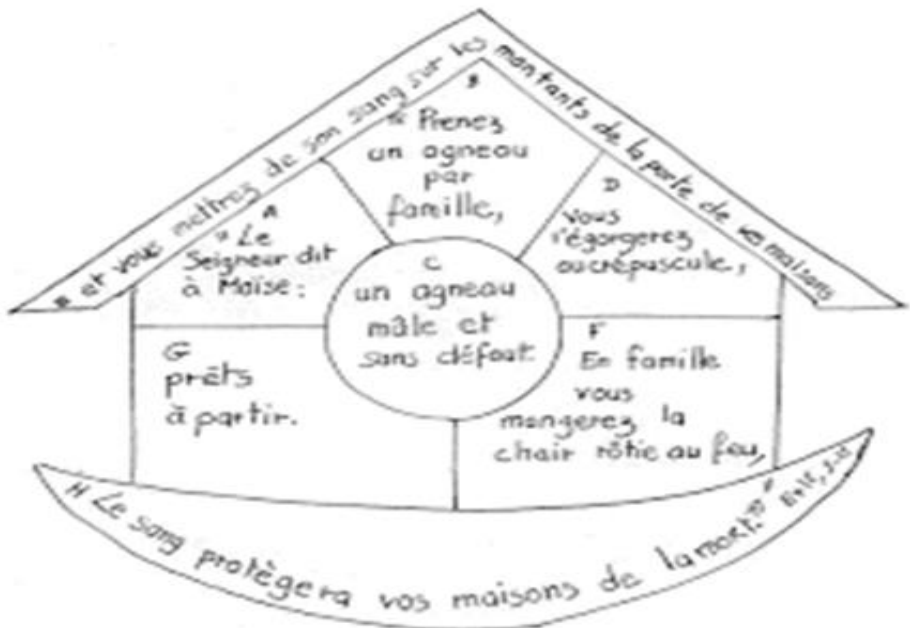 E et vous mettrez de son sang sur les montants de la porte de vos maisons
A
"Le
Seigneur dit
à Moïse:
B
Prenez
un agneau
par
famille,
C
un agneau
mâle et
sans défaut
D
vous
l'égorgerez
au crépuscule,
F
En famille
vous
mangerez la
chair rôtie au feu,
G
prêts
à partir.
H Le sang protègera vos maisons de la mort."